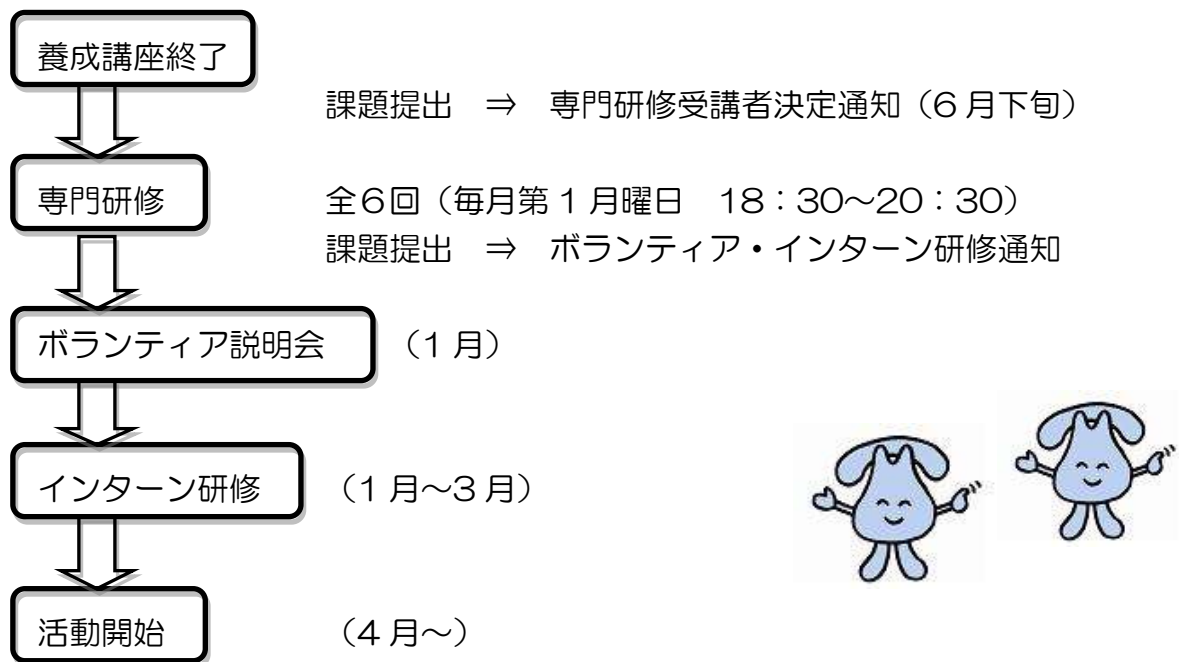 養成講座終了
課題提出　⇒　専門研修受講者決定通知（6月下旬）
専門研修　全6回（毎月第1月曜日　18：30～20：30）
課題提出　⇒　ボランティア・インターン研修通知
ボランティア説明会　（1月）
インターン研修　（1月～3月）
活動開始　（4月～）